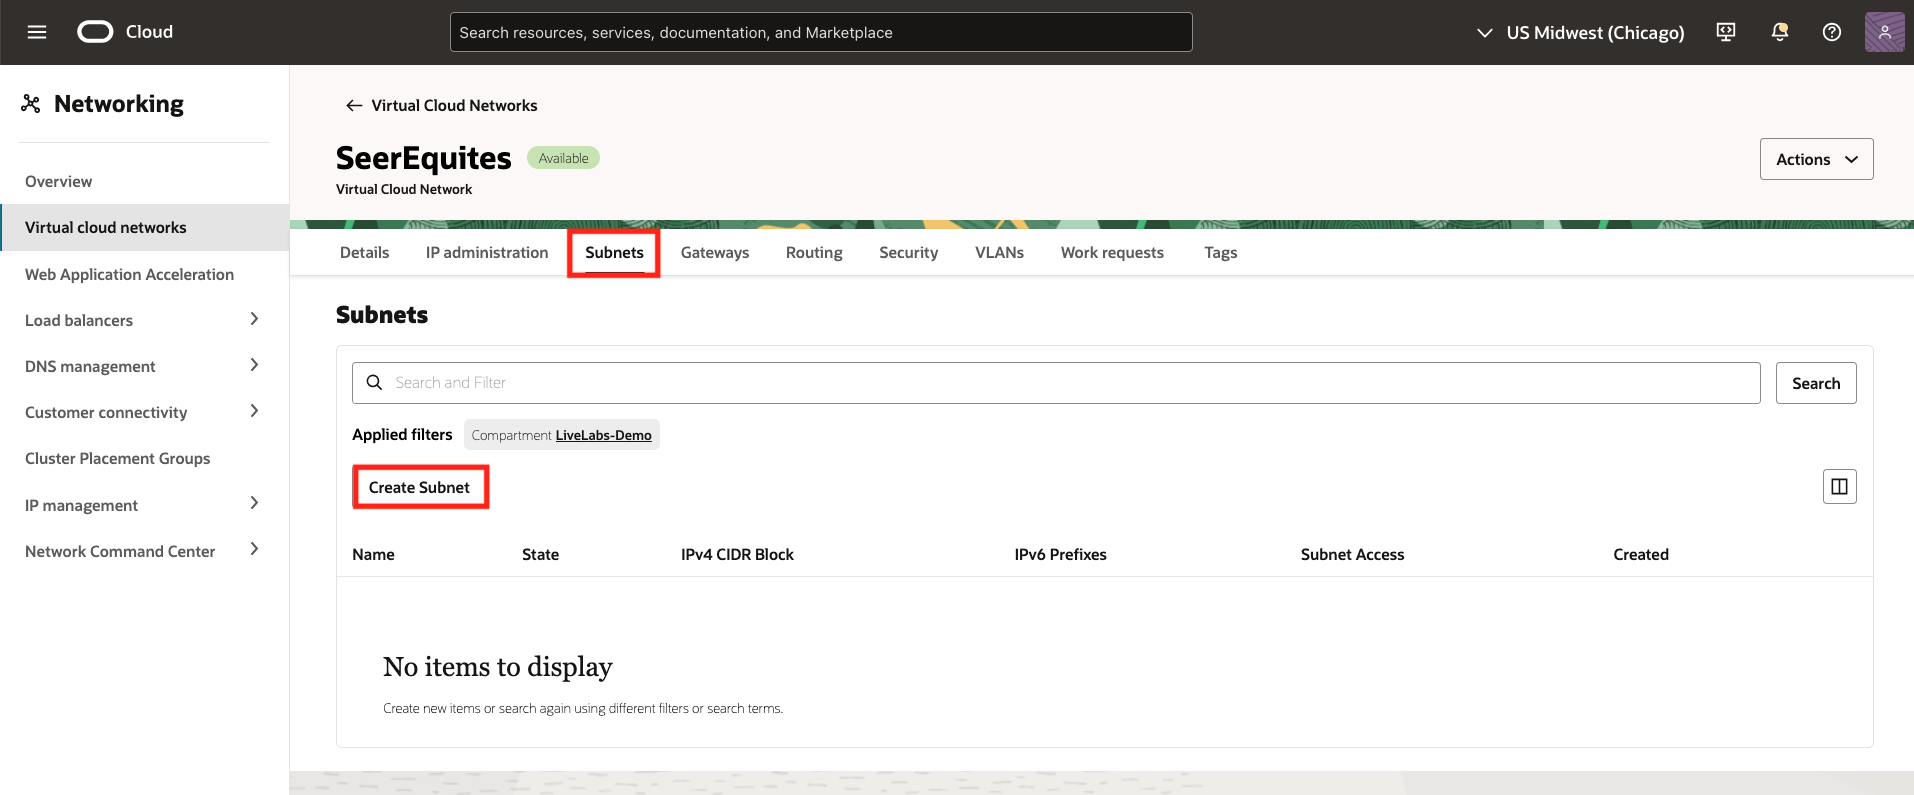 Cloud
Search resources, services, documentation, and Marketplace
US Midwest (Chicago)
Networking
Overview
Virtual cloud networks
Web Application Acceleration
Load balancers
DNS management
Customer connectivity
Cluster Placement Groups
IP management
Network Command Center
Virtual Cloud Networks
SeerEquites Available
Virtual Cloud Network
Actions
Details IP administration Subnets Gateways Routing Security VLANs Work requests Tags
Subnets
Search and Filter Search
Applied filters Compartment LiveLabs-Demo
Create Subnet
Name State IPv4 CIDR Block IPv6 Prefixes Subnet Access Created
No items to display
Create new items or search again using different filters or search terms.